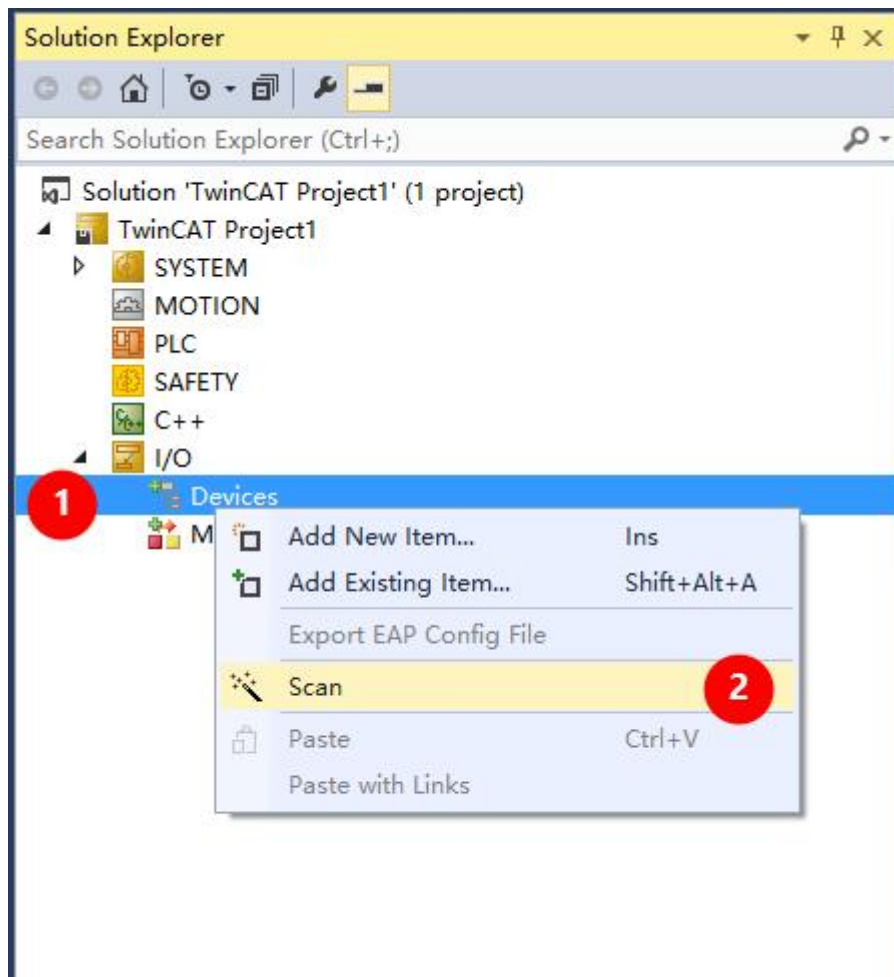 Solution Explorer
Search Solution Explorer (Ctrl+;)
Solution 'TwinCAT Project1' (1 project)
TwinCAT Project1
SYSTEM
MOTION
PLC
SAFETY
C++
I/O
1 Devices
M
Add New Item... Ins
Add Existing Item... Shift+Alt+A
Export EAP Config File
Scan 2
Paste Ctrl+V
Paste with Links